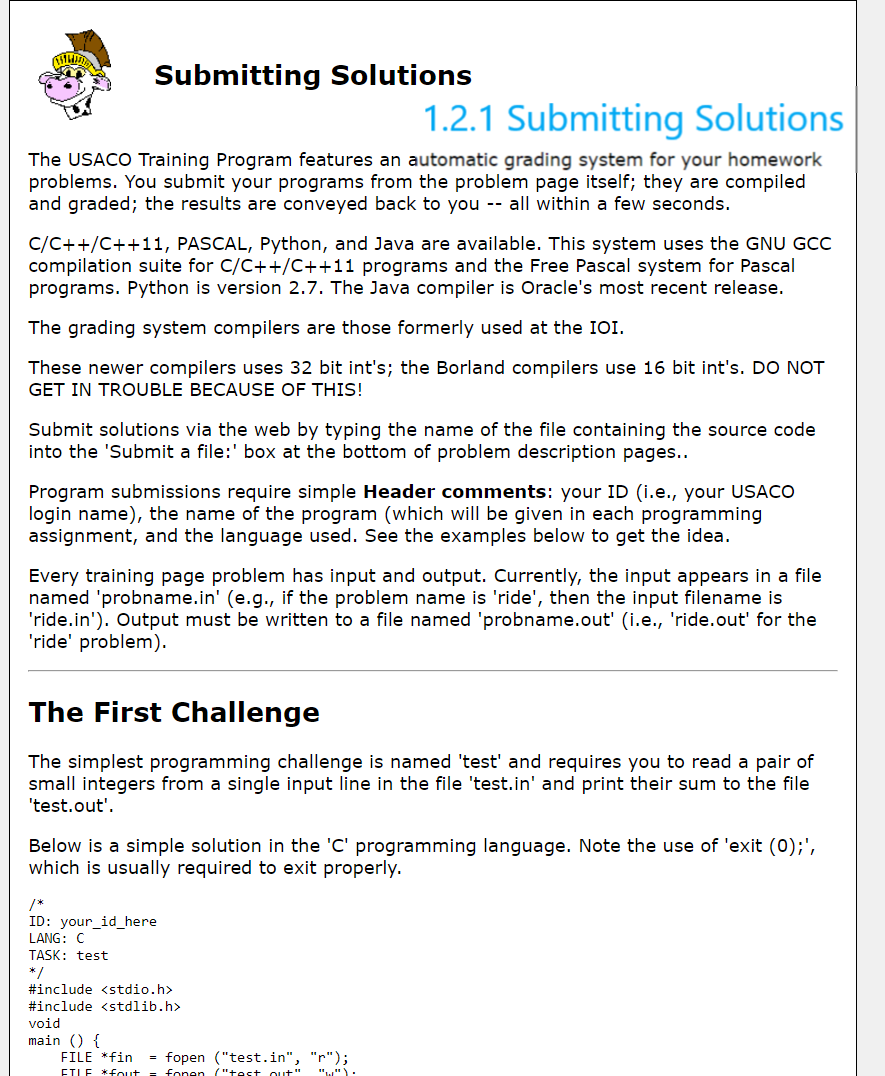 Submitting Solutions
1.2.1 Submitting Solutions
The USACO Training Program features an automatic grading system for your homework
problems. You submit your programs from the problem page itself; they are compiled
and graded; the results are conveyed back to you -- all within a few seconds.
C/C++/C++11, PASCAL, Python, and Java are available. This system uses the GNU GCC
compilation suite for C/C++/C++11 programs and the Free Pascal system for Pascal
programs. Python is version 2.7. The Java compiler is Oracle's most recent release.
The grading system compilers are those formerly used at the IOI.
These newer compilers uses 32 bit int's; the Borland compilers use 16 bit int's. DO NOT
GET IN TROUBLE BECAUSE OF THIS!
Submit solutions via the web by typing the name of the file containing the source code
into the 'Submit a file:' box at the bottom of problem description pages..
Program submissions require simple Header comments: your ID (i.e., your USACO
login name), the name of the program (which will be given in each programming
assignment, and the language used. See the examples below to get the idea.
Every training page problem has input and output. Currently, the input appears in a file
named 'probname.in' (e.g., if the problem name is 'ride', then the input filename is
'ride.in'). Output must be written to a file named 'probname.out' (i.e., 'ride.out' for the
'ride' problem).
The First Challenge
The simplest programming challenge is named 'test' and requires you to read a pair of
small integers from a single input line in the file 'test.in' and print their sum to the file
'test.out'.
Below is a simple solution in the 'C' programming language. Note the use of 'exit (0);',
which is usually required to exit properly.
/*
ID: your_id_here
LANG: C
TASK: test
*/
#include <stdio.h>
#include <stdlib.h>
void
main () {
    FILE *fin  = fopen ("test.in", "r");
    FILE *fout = fopen ("test.out", "w");